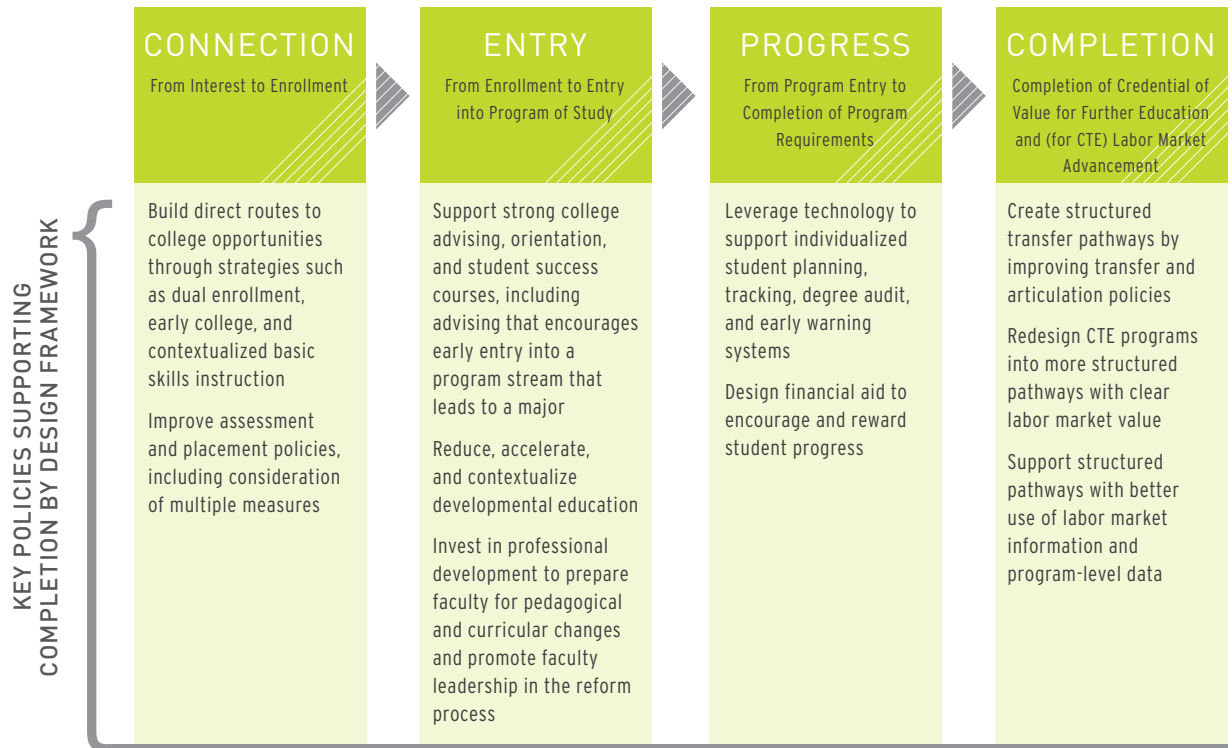 KEY POLICIES SUPPORTING
COMPLETION BY DESIGN FRAMEWORK
CONNECTION
From Interest to Enrollment
Build direct routes to
college opportunities
through strategies such
as dual enrollment,
early college, and
contextualized basic
skills instruction
Improve assessment
and placement policies,
including consideration
of multiple measures
ENTRY
From Enrollment to Entry
into Program of Study
Support strong college
advising, orientation,
and student success
courses, including
advising that encourages
early entry into a
program stream that
leads to a major
Reduce, accelerate,
and contextualize
developmental education
Invest in professional
development to prepare
faculty for pedagogical
and curricular changes
and promote faculty
leadership in the reform
process
PROGRESS
From Program Entry to
Completion of Program
Requirements
Leverage technology to
support individualized
student planning,
tracking, degree audit,
and early warning
systems
Design financial aid to
encourage and reward
student progress
COMPLETION
Completion of Credential of
Value for Further Education
and (for CTE) Labor Market
Advancement
Create structured
transfer pathways by
improving transfer and
articulation policies
Redesign CTE programs
into more structured
pathways with clear
labor market value
Support structured
pathways with better
use of labor market
information and
program-level data